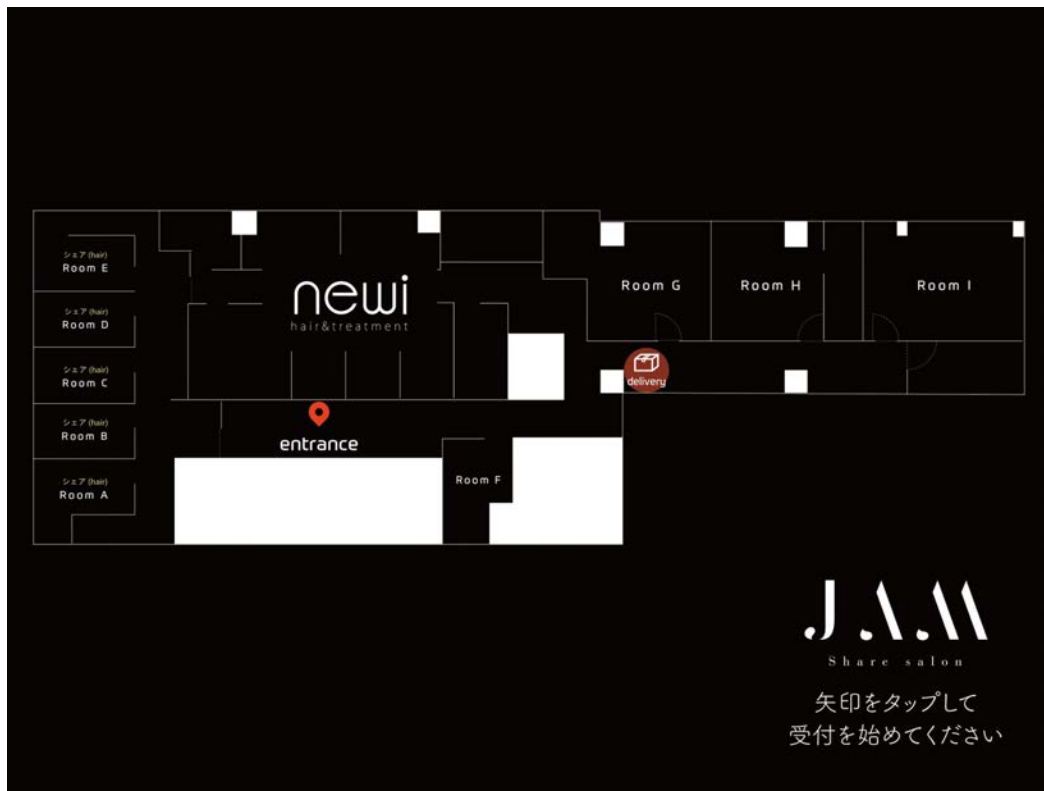 シェア (hair)
Room E
シェア (hair)
Room D
シェア (hair)
Room C
シェア (hair)
Room B
シェア (hair)
Room A
newi
hair&treatment
entrance
Room F
Room G
Room H
Room I
delivery
JAM
Share salon
矢印をタップして
受付を始めてください